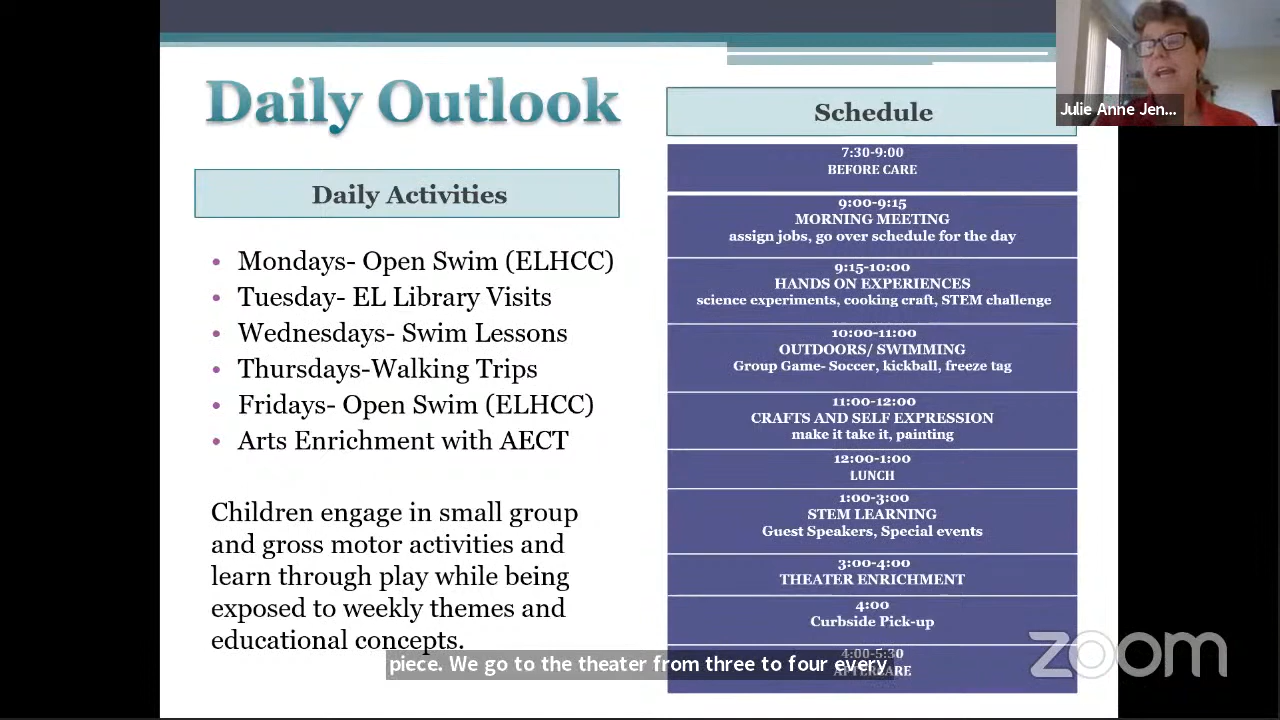 Daily Outlook
Daily Activities
• Mondays- Open Swim (ELHCC)
• Tuesday- EL Library Visits
• Wednesdays- Swim Lessons
• Thursdays-Walking Trips
• Fridays- Open Swim (ELHCC)
• Arts Enrichment with AECT
Children engage in small group
and gross motor activities and
learn through play while being
exposed to weekly themes and
educational concepts.
Schedule
7:30-9:00
BEFORE CARE
9:00-9:15
MORNING MEETING
assign jobs, go over schedule for the day
9:15-10:00
HANDS ON EXPERIENCES
science experiments, cooking craft, STEM challenge
10:00-11:00
OUTDOORS/ SWIMMING
Group Game- Soccer, kickball, freeze tag
11:00-12:00
CRAFTS AND SELF EXPRESSION
make it take it, painting
12:00-1:00
LUNCH
1:00-3:00
STEM LEARNING
Guest Speakers, Special events
3:00-4:00
THEATER ENRICHMENT
4:00
Curbside Pick-up
4:00-5:30
AFTERCARE
Julie Anne Jen...
piece. We go to the theater from three to four every
zoom